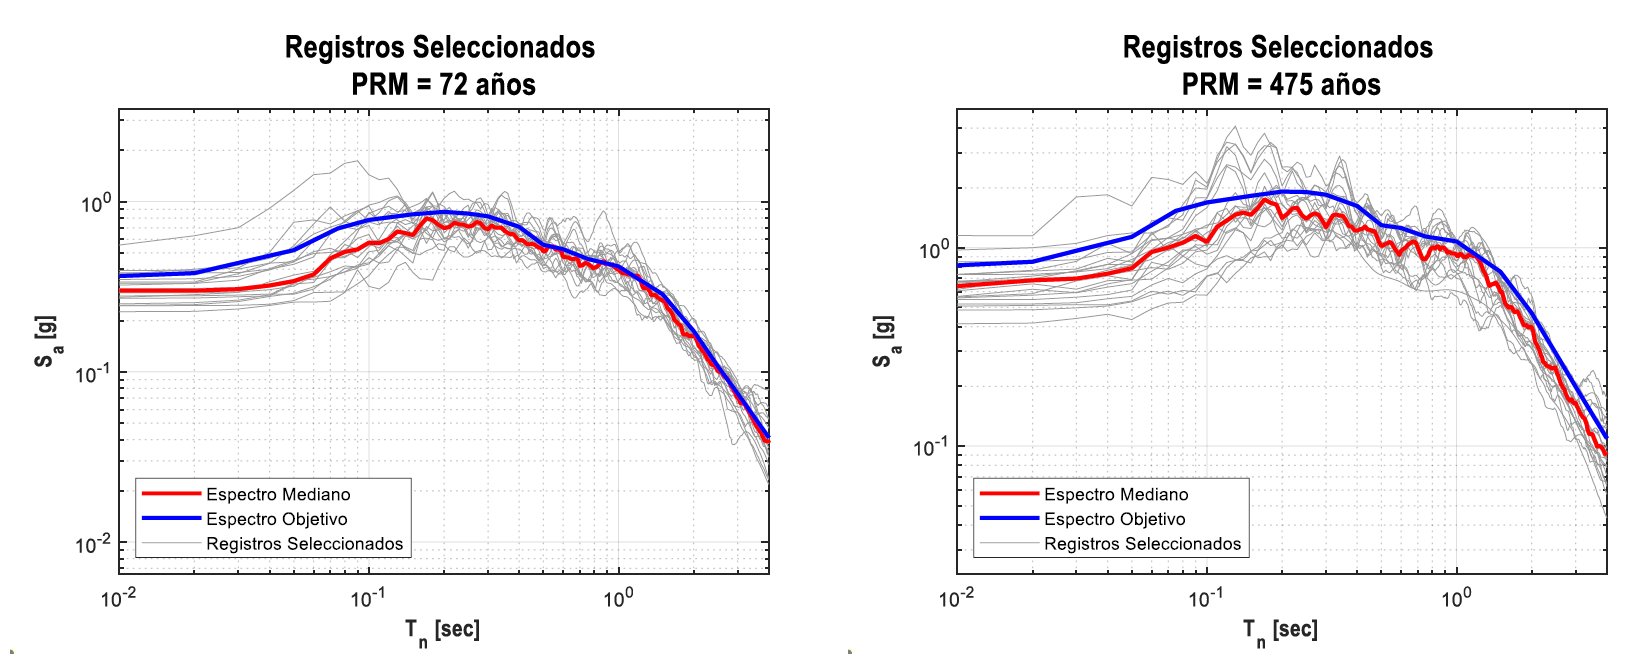 Registros Seleccionados
PRM = 72 años
10^0
10^-1
10^-2
S_a [g]
Espectro Mediano
Espectro Objetivo
Registros Seleccionados
10^-2
10^-1
10^0
T_n [sec]
Registros Seleccionados
PRM = 475 años
10^0
10^-1
S_a [g]
Espectro Mediano
Espectro Objetivo
Registros Seleccionados
10^-2
10^-1
10^0
T_n [sec]